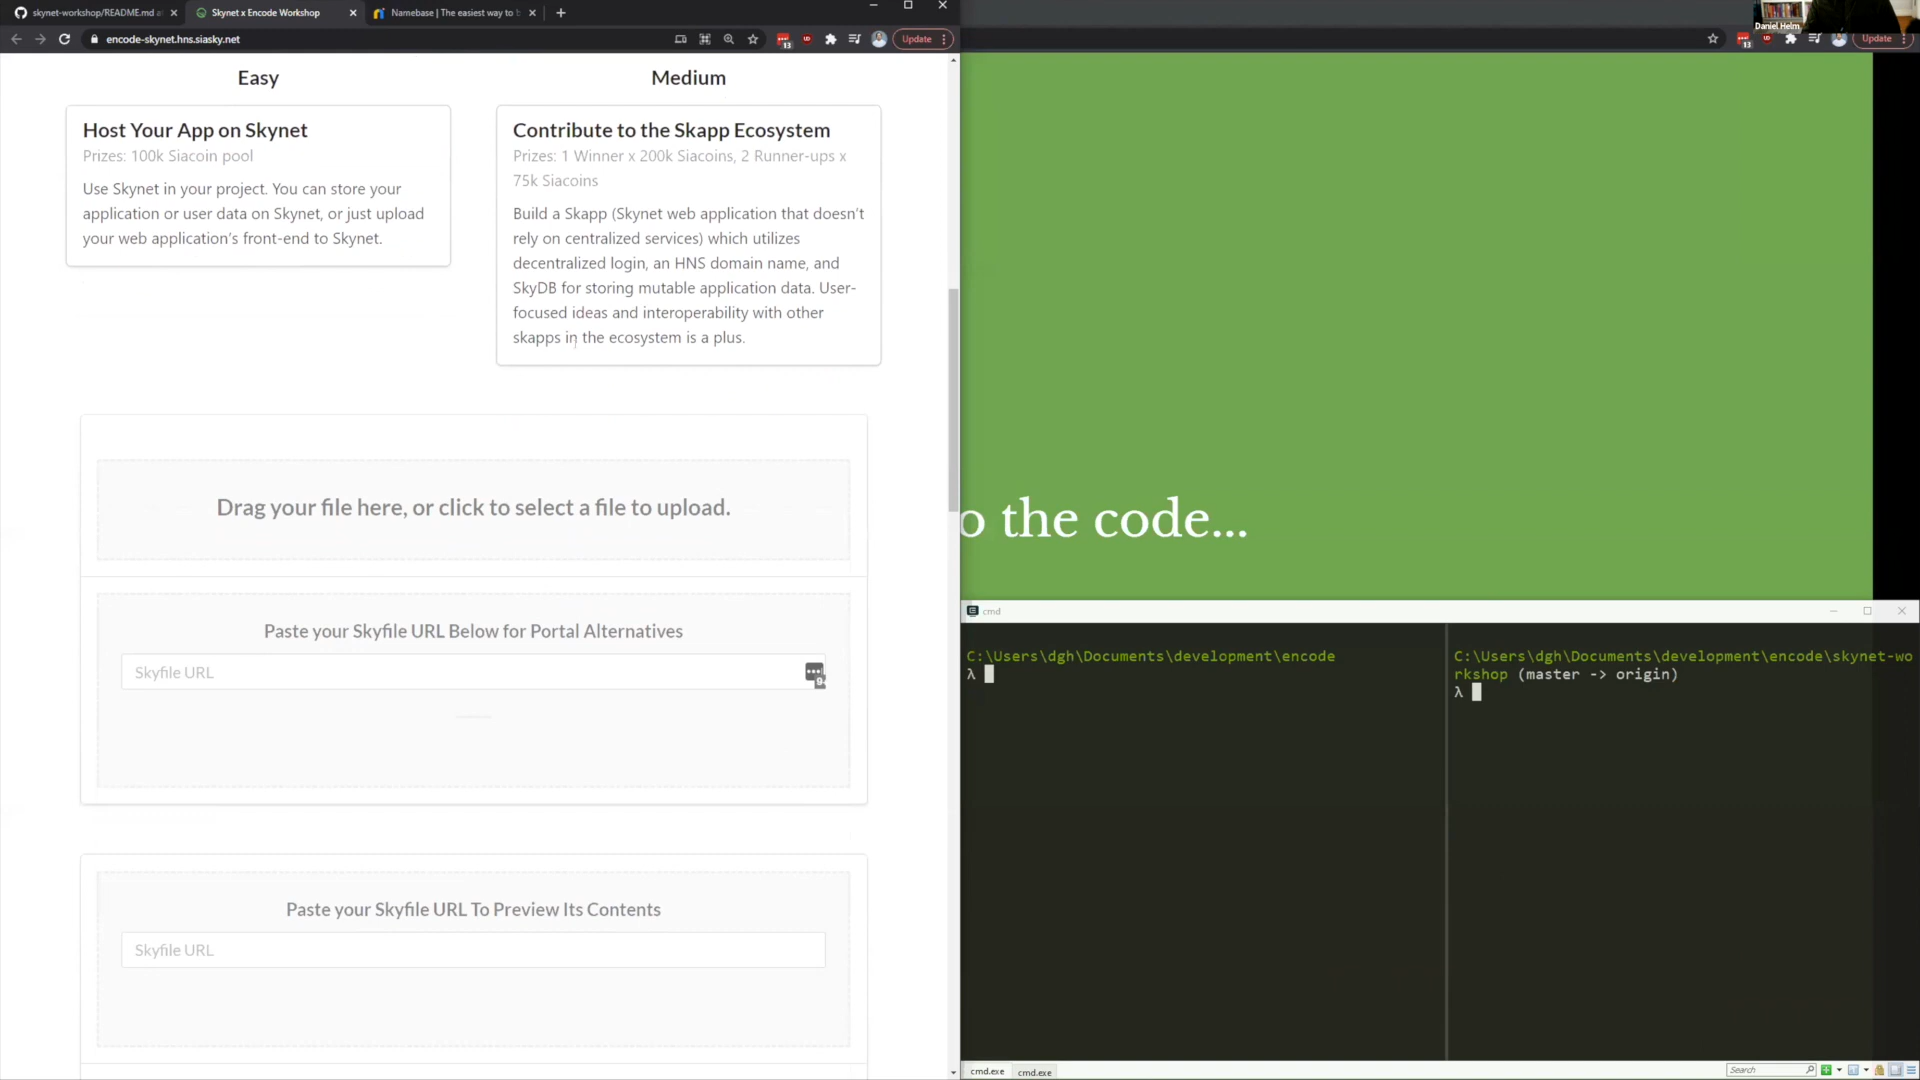 skynet-workshop/README.md a
Skynet x Encode Workshop
Namebase | The easiest way to b
encode-skynet.hns.siasky.net
13
Update
Daniel Helm
13
Update
Easy
Host Your App on Skynet
Prizes: 100k Siacoin pool
Use Skynet in your project. You can store your
application or user data on Skynet, or just upload
your web application’s front-end to Skynet.
Medium
Contribute to the Skapp Ecosystem
Prizes: 1 Winner x 200k Siacoins, 2 Runner-ups x
75k Siacoins
Build a Skapp (Skynet web application that doesn’t
rely on centralized services) which utilizes
decentralized login, an HNS domain name, and
SkyDB for storing mutable application data. User-
focused ideas and interoperability with other
skapps in the ecosystem is a plus.
Drag your file here, or click to select a file to upload.
Paste your Skyfile URL Below for Portal Alternatives
Skyfile URL
9
Paste your Skyfile URL To Preview Its Contents
Skyfile URL
o the code...
cmd
C:\Users\dgh\Documents\development\encode
λ
C:\Users\dgh\Documents\development\encode\skynet-wo
rkshop (master -> origin)
λ
cmd.exe
cmd.exe
Search